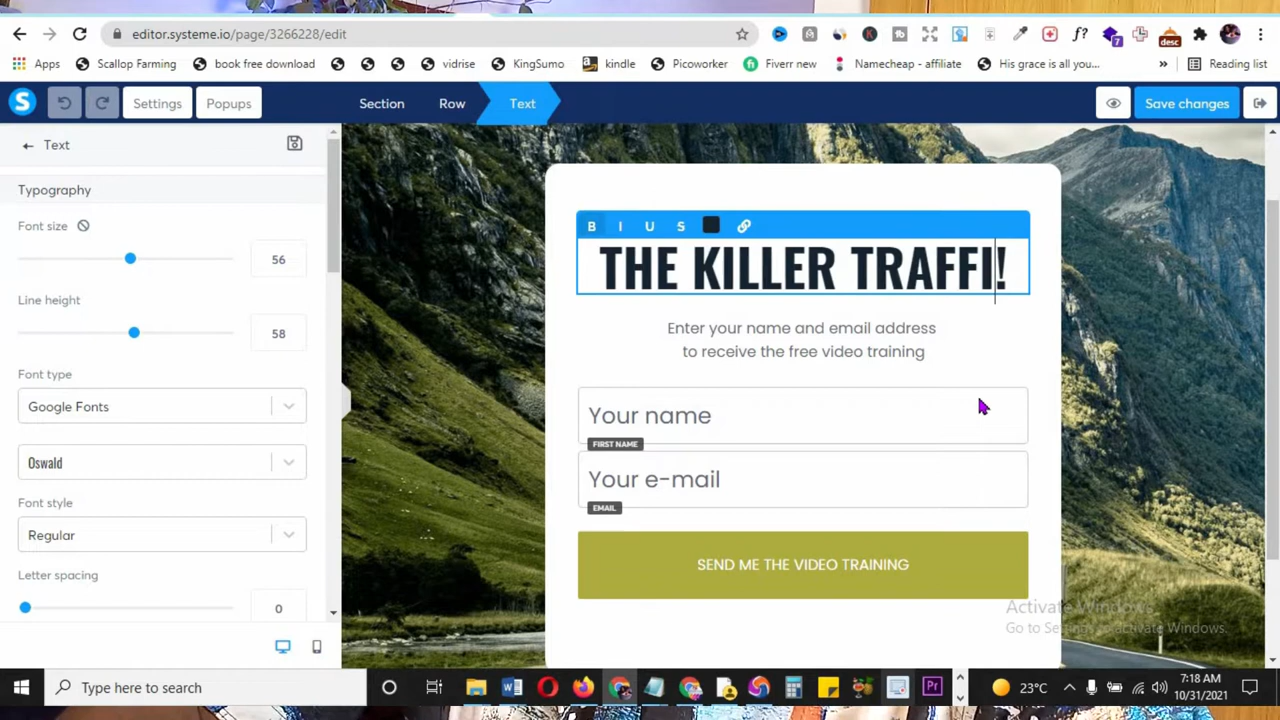 editor.systeme.io/page/3266228/edit
Apps
Scallop Farming
book free download
vidrise
KingSumo
kindle
Picoworker
Fiverr new
Namecheap - affiliate
His grace is all you...
»
Reading list
7
desc
f?
S
Settings
Popups
Section
Row
Text
Save changes
← Text
Typography
Font size
56
Line height
58
Font type
Google Fonts
Oswald
Font style
Regular
Letter spacing
0
B I U S
THE KILLER TRAFFI!
Enter your name and email address
to receive the free video training
Your name
FIRST NAME
Your e-mail
EMAIL
SEND ME THE VIDEO TRAINING
Activate Windows
Go to Settings to activate Windows.
Type here to search
Pr
23°C
7:18 AM
10/31/2021